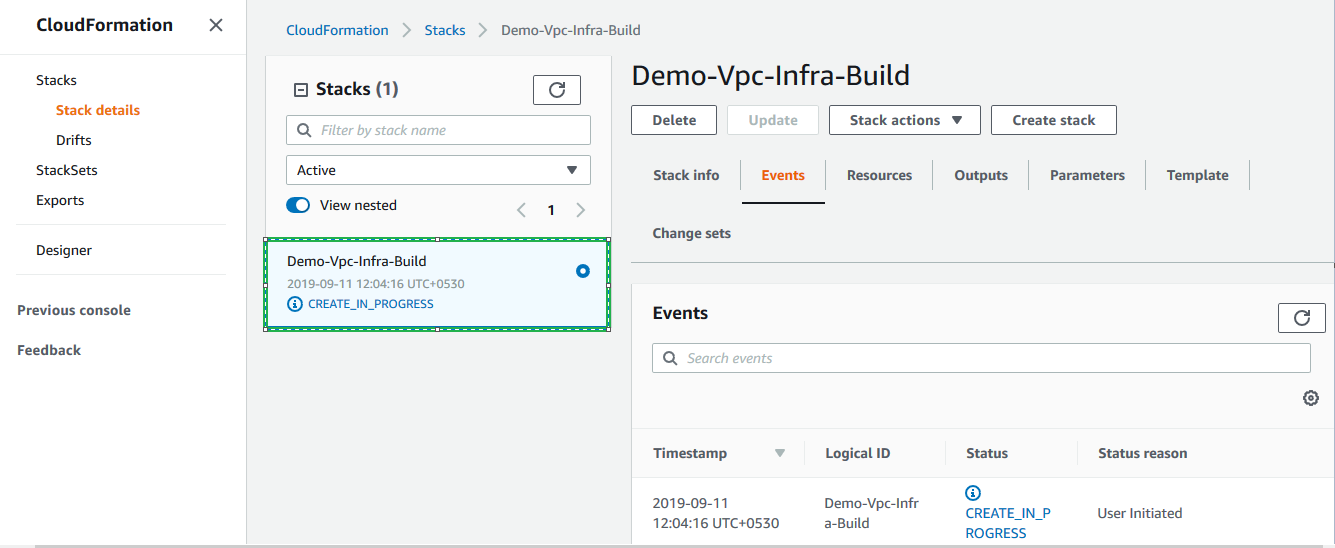 CloudFormation
Stacks
Stack details
Drifts
StackSets
Exports
Designer
Previous console
Feedback
CloudFormation > Stacks > Demo-Vpc-Infra-Build
Stacks (1)
Filter by stack name
Active
View nested
1
Demo-Vpc-Infra-Build
2019-09-11 12:04:16 UTC+0530
CREATE_IN_PROGRESS
Demo-Vpc-Infra-Build
Delete Update Stack actions Create stack
Stack info Events Resources Outputs Parameters Template
Change sets
Events
Search events
Timestamp Logical ID Status Status reason
2019-09-11 Demo-Vpc-Infr
12:04:16 UTC+0530 a-Build CREATE_IN_P User Initiated
ROGRESS